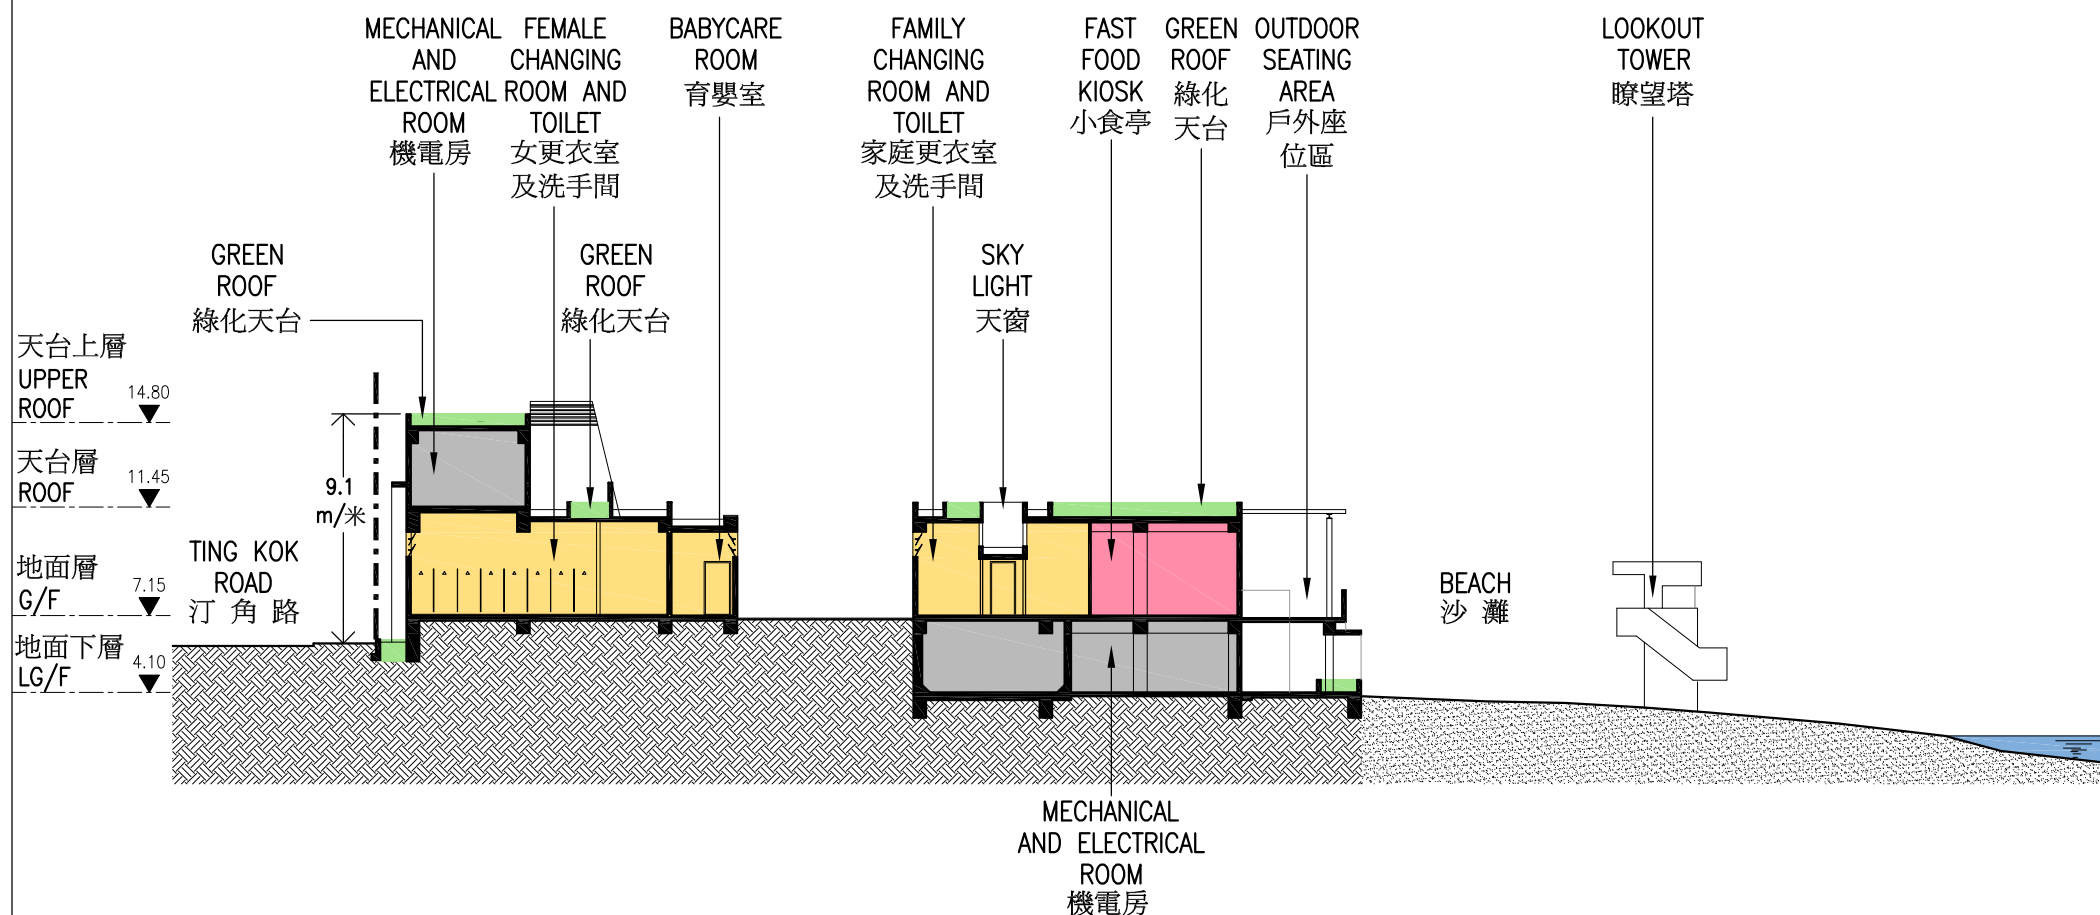 MECHANICAL
AND
ELECTRICAL
ROOM
機電房
FEMALE
CHANGING
ROOM AND
TOILET
女更衣室
及洗手間
BABYCARE
ROOM
育嬰室
FAMILY
CHANGING
ROOM AND
TOILET
家庭更衣室
及洗手間
FAST
FOOD
KIOSK
小食亭
GREEN
ROOF
綠化
天台
OUTDOOR
SEATING
AREA
戶外座
位區
LOOKOUT
TOWER
瞭望塔
GREEN
ROOF
綠化天台
GREEN
ROOF
綠化天台
SKY
LIGHT
天窗
天台上層
UPPER
ROOF
14.80
天台層
ROOF
11.45
9.1
m/米
地面層
G/F
7.15
TING KOK
ROAD
汀角路
地面下層
LG/F
4.10
BEACH
沙灘
MECHANICAL
AND ELECTRICAL
ROOM
機電房